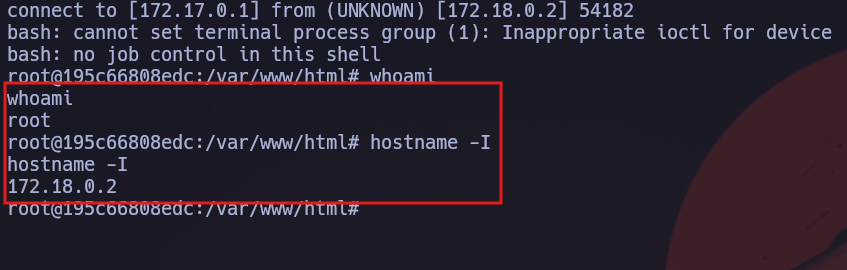 connect to [172.17.0.1] from (UNKNOWN) [172.18.0.2] 54182
bash: cannot set terminal process group (1): Inappropriate ioctl for device
bash: no job control in this shell
root@195c66808edc:/var/www/html# whoami
whoami
root
root@195c66808edc:/var/www/html# hostname -I
hostname -I
172.18.0.2
root@195c66808edc:/var/www/html#